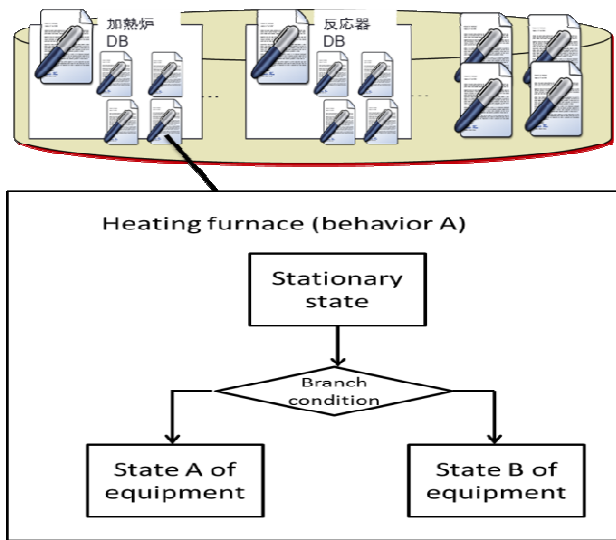 加熱炉
DB
反応器
DB
Heating furnace (behavior A)
Stationary
state
Branch
condition
State A of
equipment
State B of
equipment